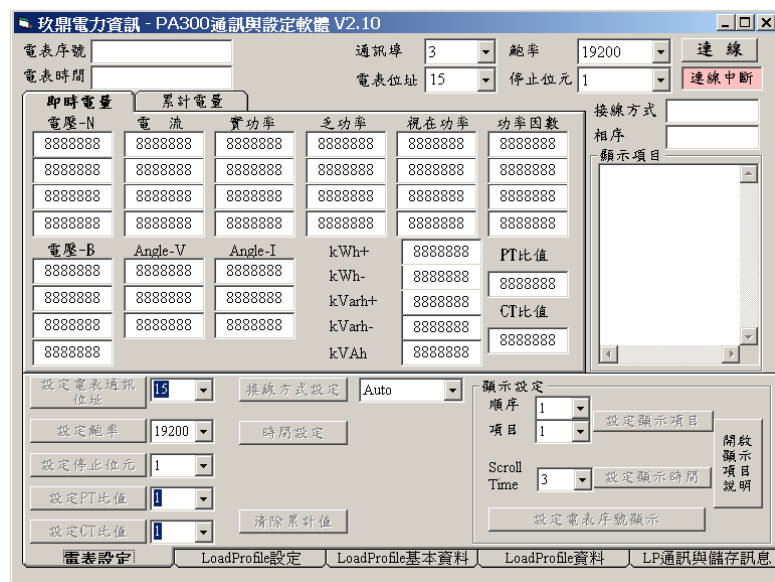 玖鼎電力資訊 - PA300通訊與設定軟體 V2.10
電表序號 通訊埠 3 鮑率 19200 連 線
電表時間 電表位址 15 停止位元 1 連線中斷
即時電量 累計電量 接線方式
電壓-N 電 流 實功率 乏功率 視在功率 功率因數 相序
8888888 8888888 8888888 8888888 8888888 8888888 顯示項目
8888888 8888888 8888888 8888888 8888888 8888888
8888888 8888888 8888888 8888888 8888888 8888888
8888888 8888888 8888888 8888888 8888888 8888888
電壓-B Angle-V Angle-I kWh+ 8888888 PT比值
8888888 8888888 8888888 kWh- 8888888 8888888
8888888 8888888 8888888 kVarh+ 8888888 CT比值
8888888 8888888 8888888 kVarh- 8888888 8888888
8888888 kVAh 8888888
設定電表通訊位址 15 接線方式設定 Auto 顯示設定
順序 1 設定顯示項目
設定鮑率 19200 時間設定 項目 1 開啟顯示項目說明
設定停止位元 1 Scroll Time 3 設定顯示時間
設定PT比值 1
設定CT比值 1 清除累計值 設定電表序號顯示
電表設定 LoadProfile設定 LoadProfile基本資料 LoadProfile資料 LP通訊與儲存訊息